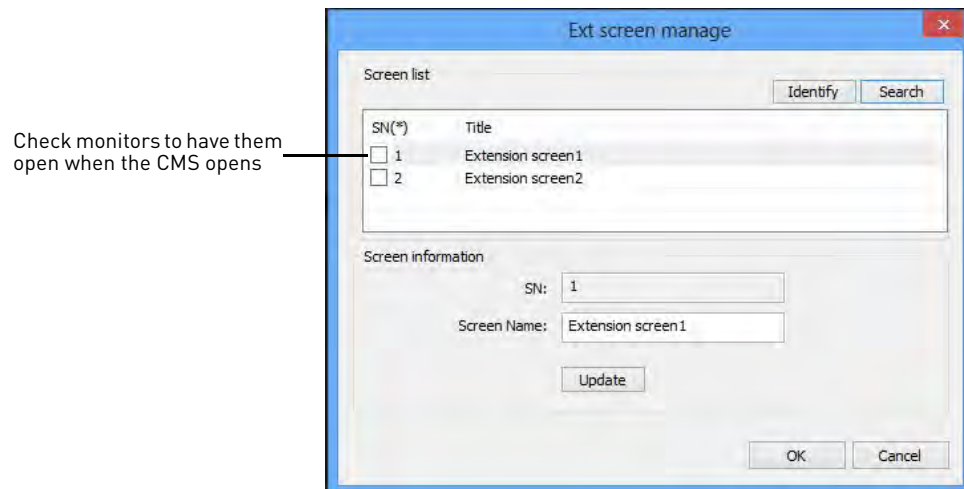 Ext screen manage
Screen list
Identify Search
SN(*) Title
Check monitors to have them
open when the CMS opens
1 Extension screen1
2 Extension screen2
Screen information
SN: 1
Screen Name: Extension screen1
Update
OK Cancel